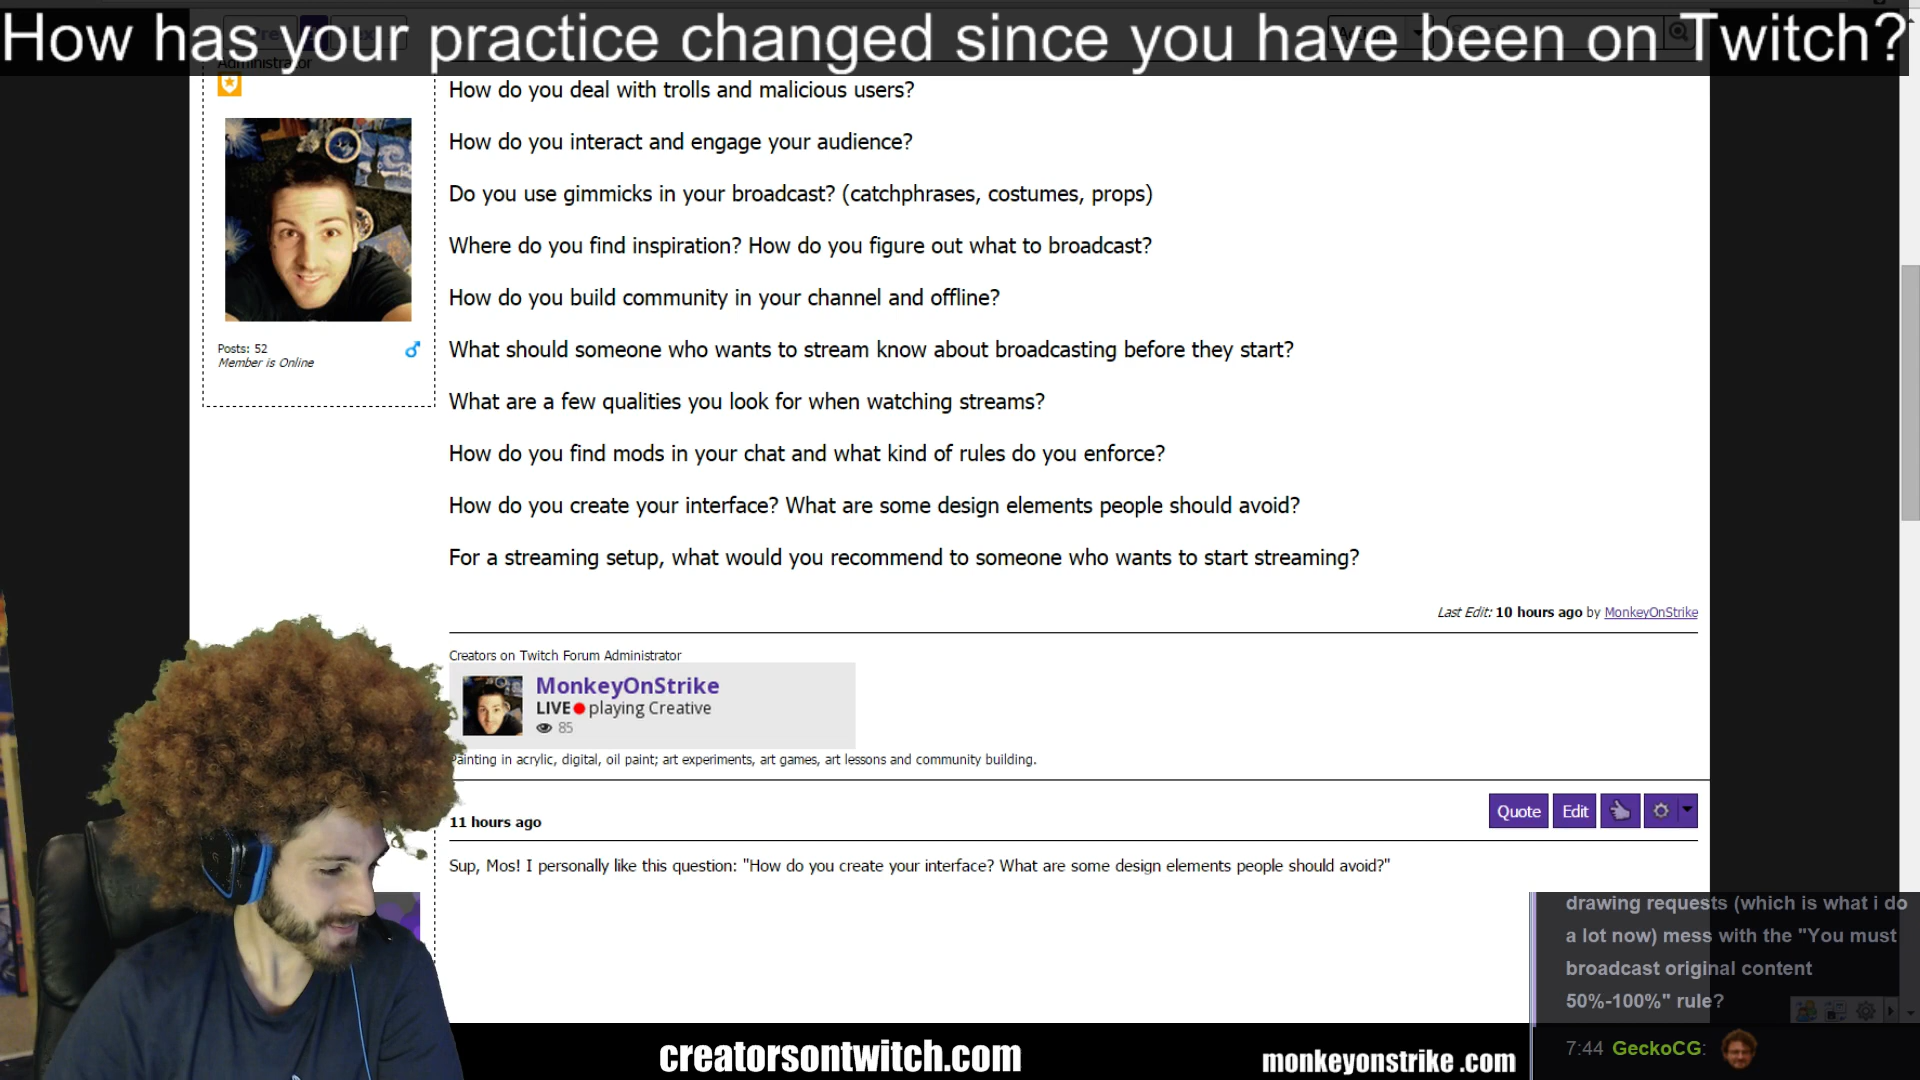 How has your practice changed since you have been on Twitch?
Administrator
How do you deal with trolls and malicious users?
How do you interact and engage your audience?
Do you use gimmicks in your broadcast? (catchphrases, costumes, props)
Where do you find inspiration? How do you figure out what to broadcast?
How do you build community in your channel and offline?
Posts: 52
Member is Online
What should someone who wants to stream know about broadcasting before they start?
What are a few qualities you look for when watching streams?
How do you find mods in your chat and what kind of rules do you enforce?
How do you create your interface? What are some design elements people should avoid?
For a streaming setup, what would you recommend to someone who wants to start streaming?
Last Edit: 10 hours ago by MonkeyOnStrike
Creators on Twitch Forum Administrator
MonkeyOnStrike
LIVE playing Creative
85
Painting in acrylic, digital, oil paint; art experiments, art games, art lessons and community building.
11 hours ago
Quote Edit
Sup, Mos! I personally like this question: "How do you create your interface? What are some design elements people should avoid?"
drawing requests (which is what i do
a lot now) mess with the "You must
broadcast original content
50%-100%" rule?
7:44 GeckoCG:
creatorsontwitch.com
monkeyonstrike .com